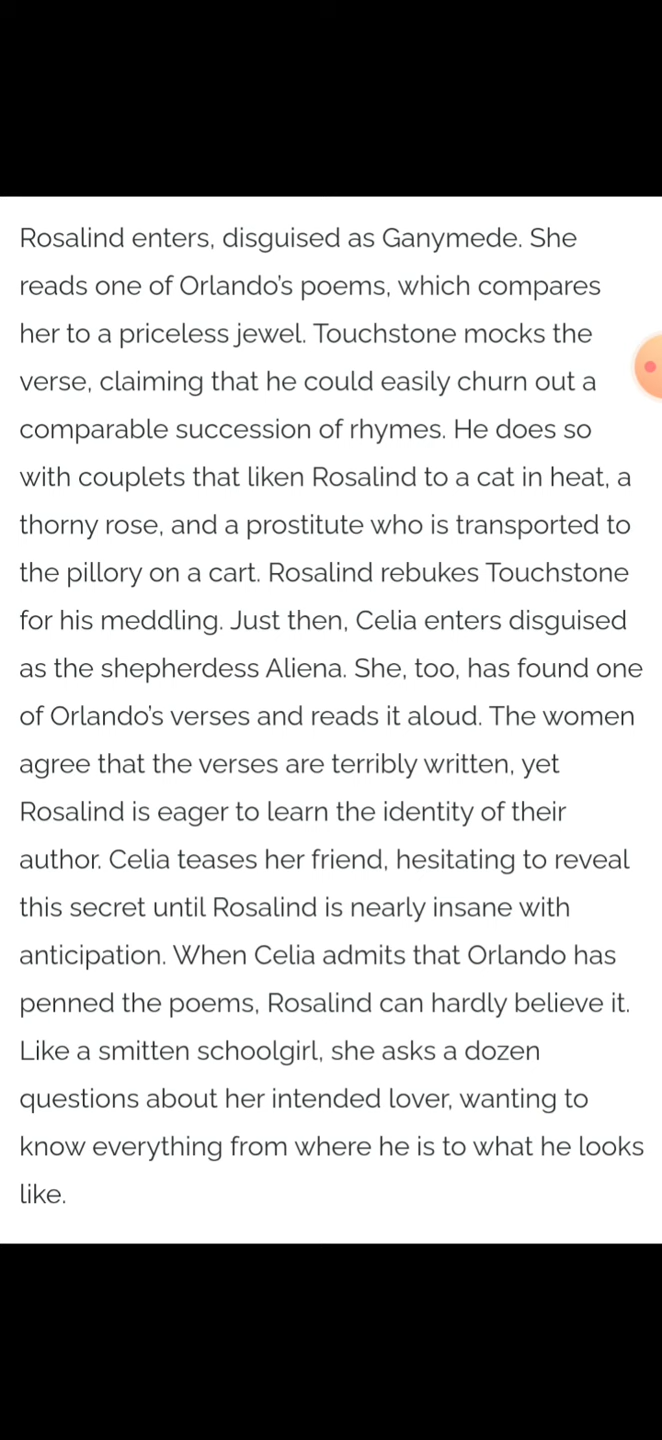 Rosalind enters, disguised as Ganymede. She
reads one of Orlando's poems, which compares
her to a priceless jewel. Touchstone mocks the
verse, claiming that he could easily churn out a
comparable succession of rhymes. He does so
with couplets that liken Rosalind to a cat in heat, a
thorny rose, and a prostitute who is transported to
the pillory on a cart. Rosalind rebukes Touchstone
for his meddling. Just then, Celia enters disguised
as the shepherdess Aliena. She, too, has found one
of Orlando's verses and reads it aloud. The women
agree that the verses are terribly written, yet
Rosalind is eager to learn the identity of their
author. Celia teases her friend, hesitating to reveal
this secret until Rosalind is nearly insane with
anticipation. When Celia admits that Orlando has
penned the poems, Rosalind can hardly believe it.
Like a smitten schoolgirl, she asks a dozen
questions about her intended lover, wanting to
know everything from where he is to what he looks
like.